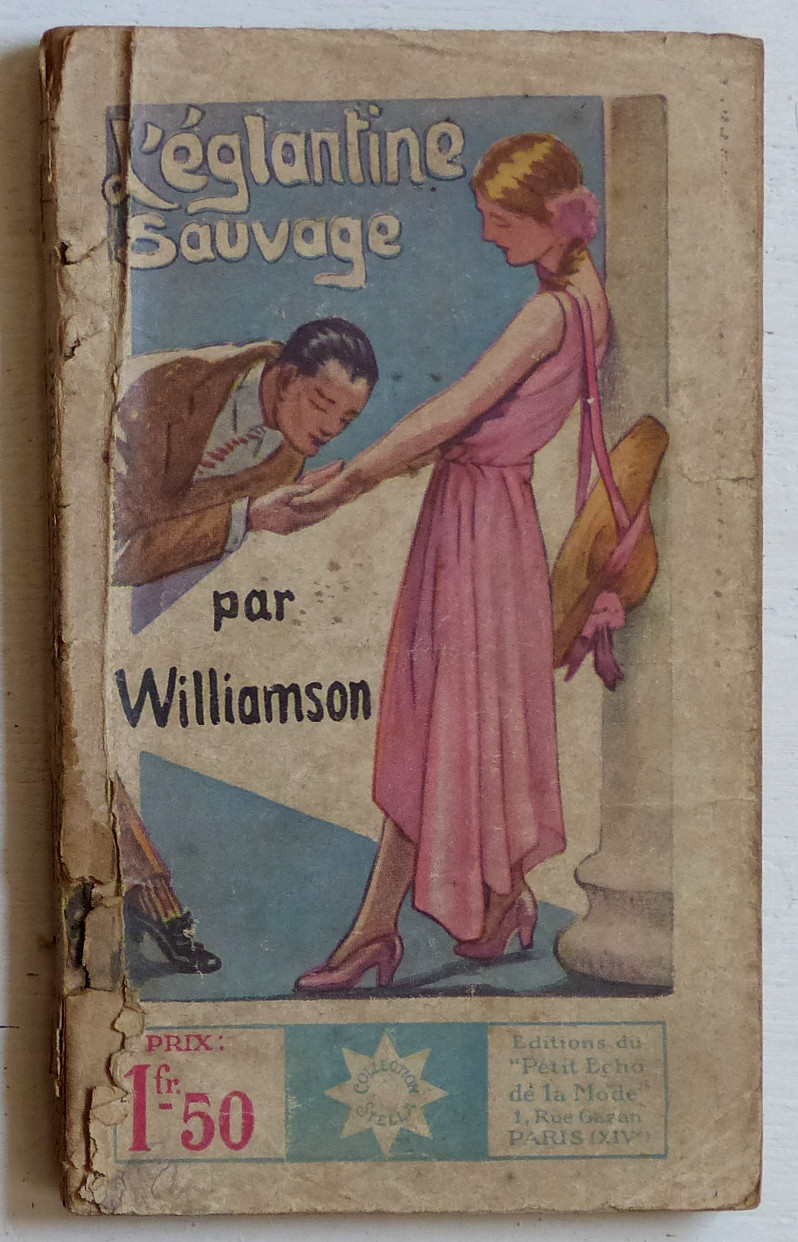 L'églantine
Sauvage
par
Williamson
PRIX:
1fr.50
COLLECTION
STELLA
Editions du
"Petit Echo
de la Mode"
1, Rue Gazan
PARIS (XIVe)